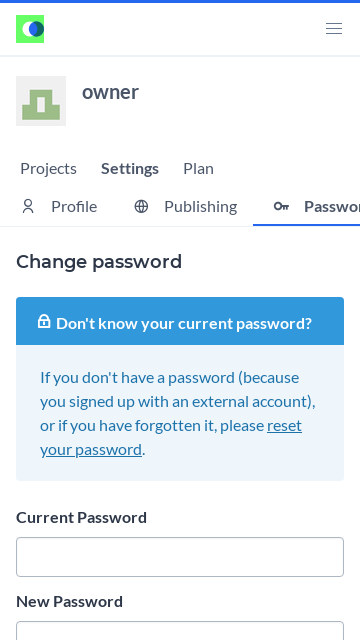 owner
Projects Settings Plan
Profile Publishing
Change password
Don't know your current password?
If you don't have a password (because
you signed up with an external account),
or if you have forgotten it, please reset
your password.
Current Password
New Password